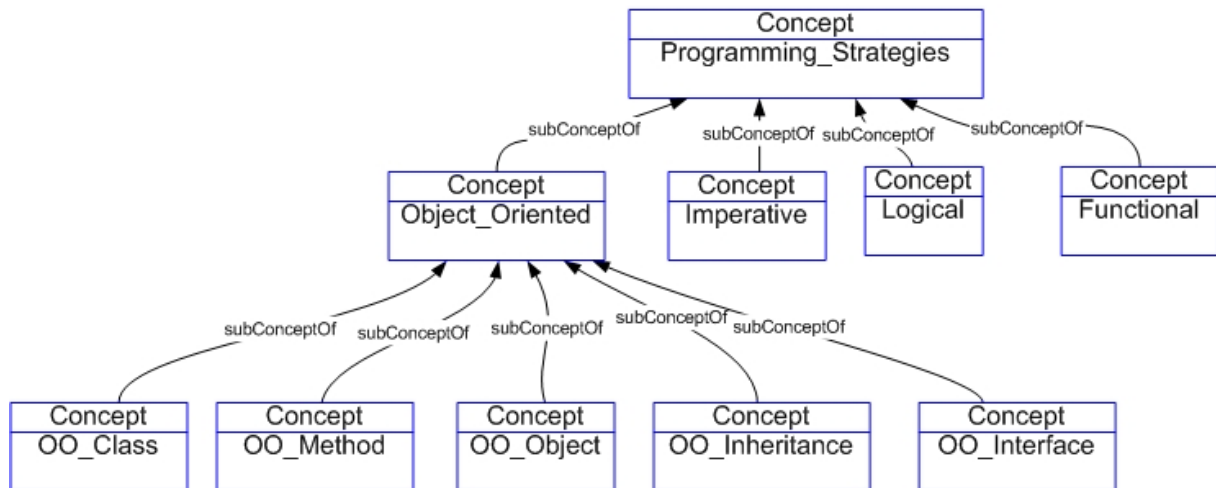 Concept
Programming_Strategies
subConceptOf
subConceptOf
subConceptOf
subConceptOf
Concept
Object_Oriented
Concept
Imperative
Concept
Logical
Concept
Functional
subConceptOf
subConceptOf
subConceptOf
subConceptOf
subConceptOf
Concept
OO_Class
Concept
OO_Method
Concept
OO_Object
Concept
OO_Inheritance
Concept
OO_Interface